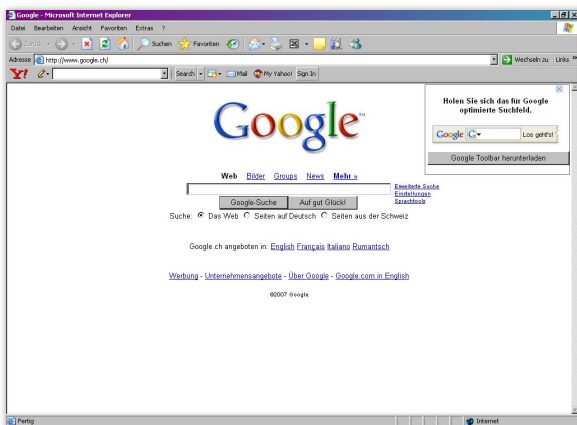 Google - Microsoft Internet Explorer
Datei Bearbeiten Ansicht Favoriten Extras ?
Zurück Suchen Favoriten
Adresse http://www.google.ch/ Wechseln zu Links »
Y! Search Mail My Yahoo! Sign In
Holen Sie sich das für Google
optimierte Suchfeld.
Google G Los geht's!
Google Toolbar herunterladen
Google™
Web Bilder Groups News Mehr »
Erweiterte Suche
Einstellungen
Sprachtools
Google-Suche Auf gut Glück!
Suche: Das Web Seiten auf Deutsch Seiten aus der Schweiz
Google.ch angeboten in: English Français Italiano Rumantsch
Werbung - Unternehmensangebote - Über Google - Google.com in English
©2007 Google
Fertig Internet